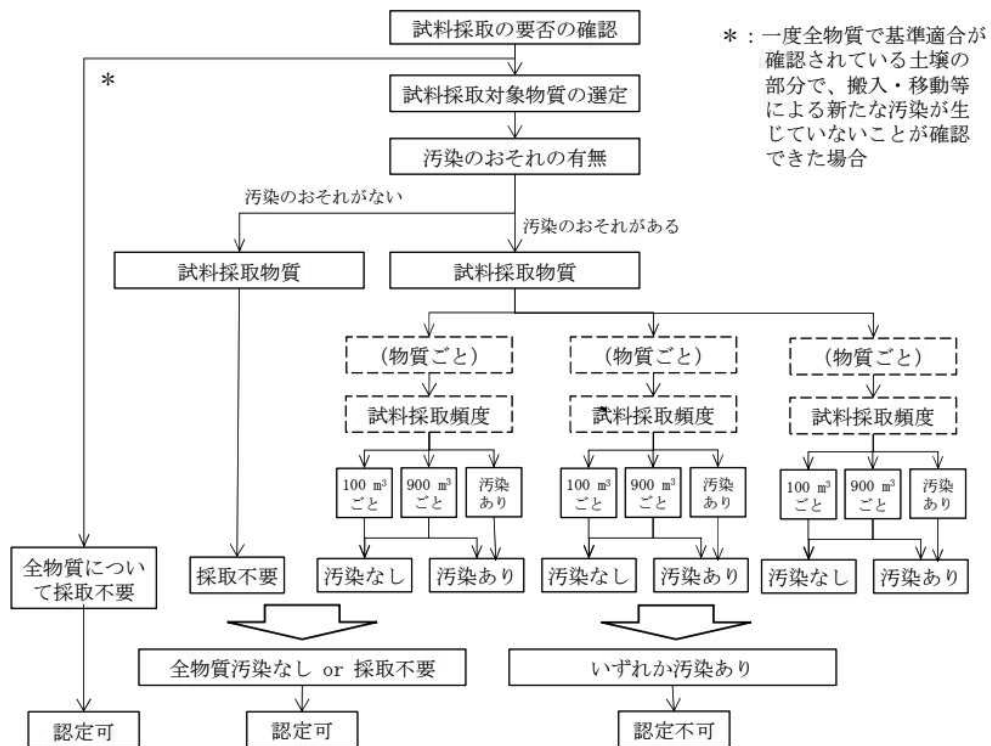 試料採取の要否の確認
＊：一度全物質で基準適合が
確認されている土壌の
部分で、搬入・移動等
による新たな汚染が生
じていないことが確認
できた場合
＊
試料採取対象物質の選定
汚染のおそれの有無
汚染のおそれがない
汚染のおそれがある
試料採取物質
試料採取物質
(物質ごと)
(物質ごと)
(物質ごと)
試料採取頻度
試料採取頻度
試料採取頻度
100 m³
ごと
900 m³
ごと
汚染
あり
100 m³
ごと
900 m³
ごと
汚染
あり
100 m³
ごと
900 m³
ごと
汚染
あり
全物質につい
て採取不要
採取不要
汚染なし
汚染あり
汚染なし
汚染あり
汚染なし
汚染あり
全物質汚染なし or 採取不要
いずれか汚染あり
認定可
認定可
認定不可